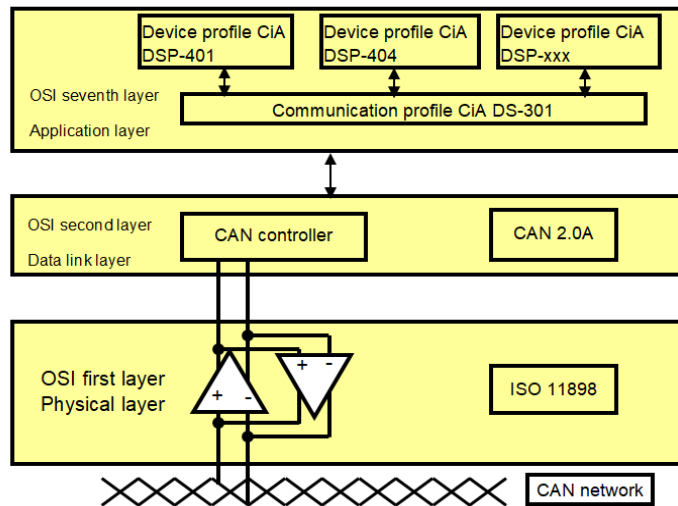 Device profile CiA
DSP-401
Device profile CiA
DSP-404
Device profile CiA
DSP-xxx
OSI seventh layer
Application layer
Communication profile CiA DS-301
OSI second layer
Data link layer
CAN controller
CAN 2.0A
OSI first layer
Physical layer
+ -
+ -
ISO 11898
CAN network